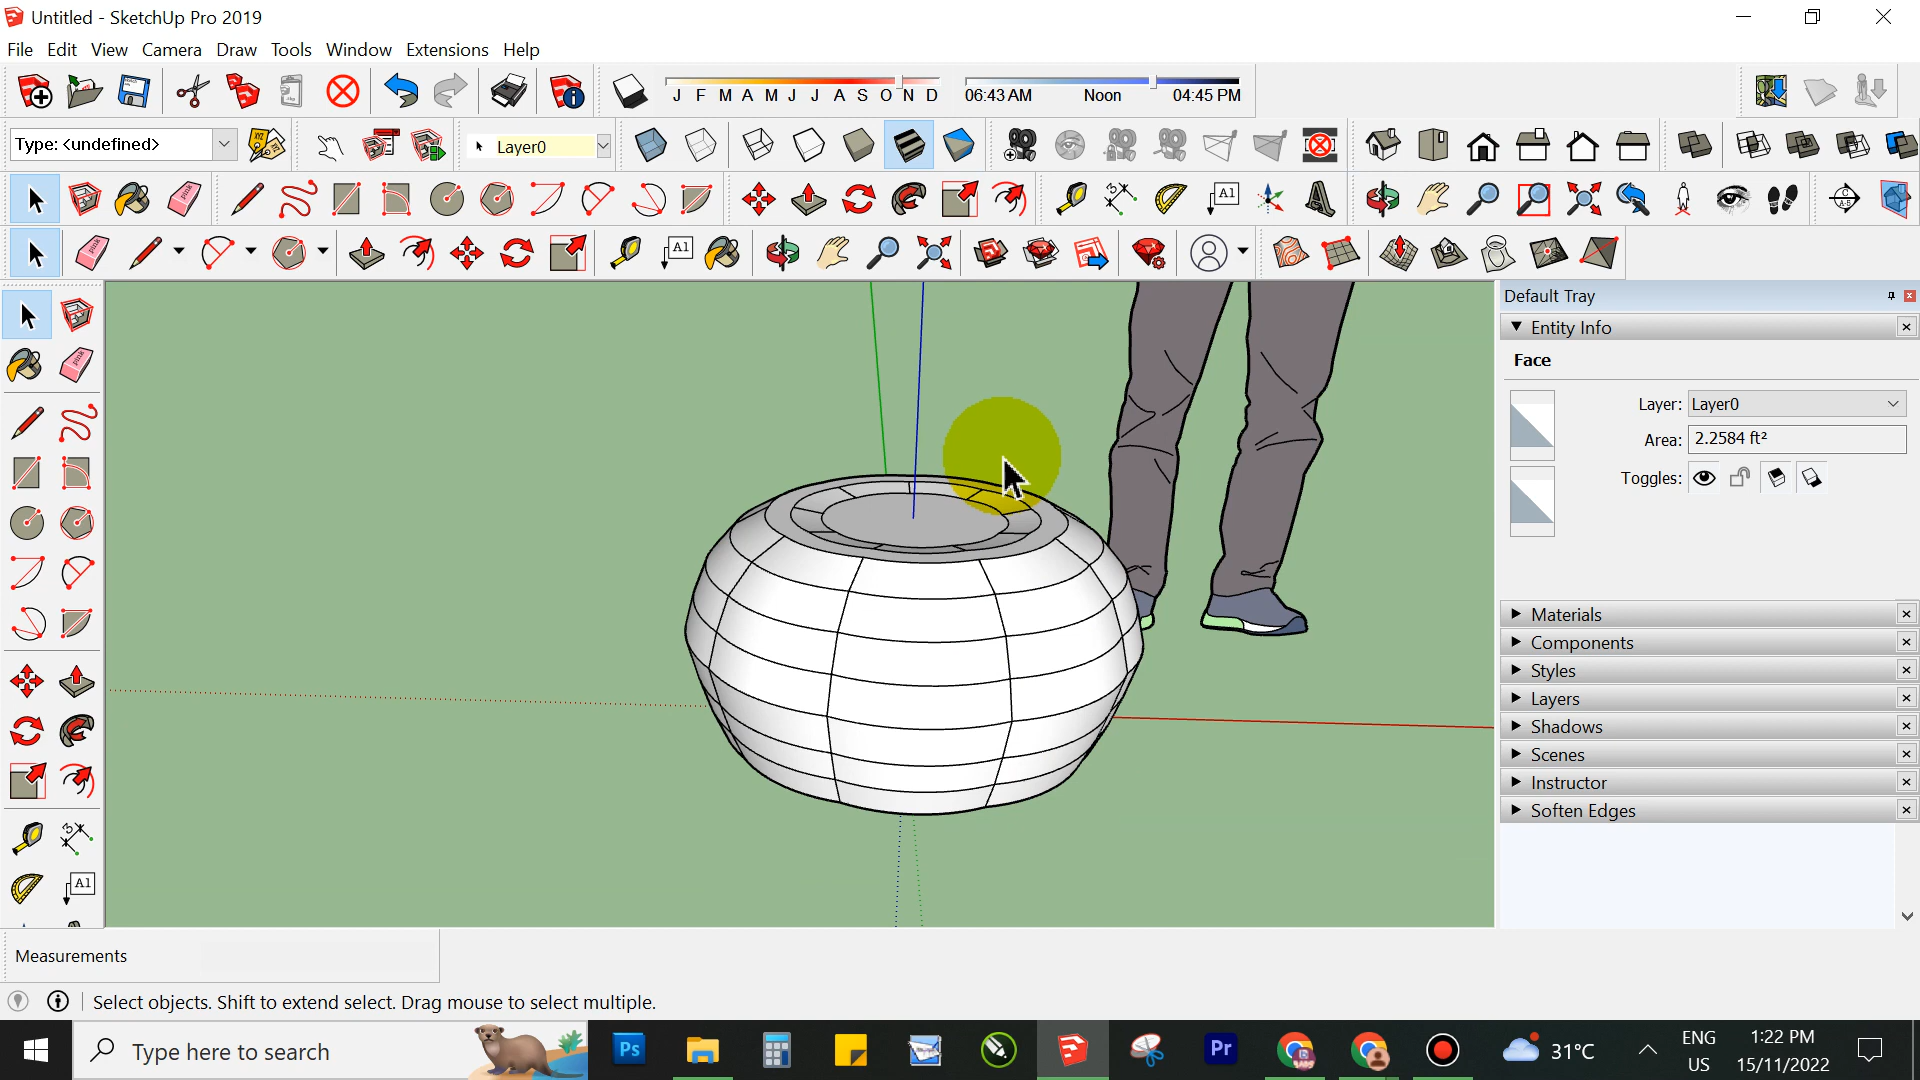 Untitled - SketchUp Pro 2019
File Edit View Camera Draw Tools Window Extensions Help
J F M A M J J A S O N D 06:43 AM Noon 04:45 PM
Type: <undefined> Layer0
Default Tray
Entity Info
Face
Layer: Layer0
Area: 2.2584 ft²
Toggles:
Materials
Components
Styles
Layers
Shadows
Scenes
Instructor
Soften Edges
Measurements
Select objects. Shift to extend select. Drag mouse to select multiple.
Type here to search Ps Pr 31°C ENG US 1:22 PM 15/11/2022